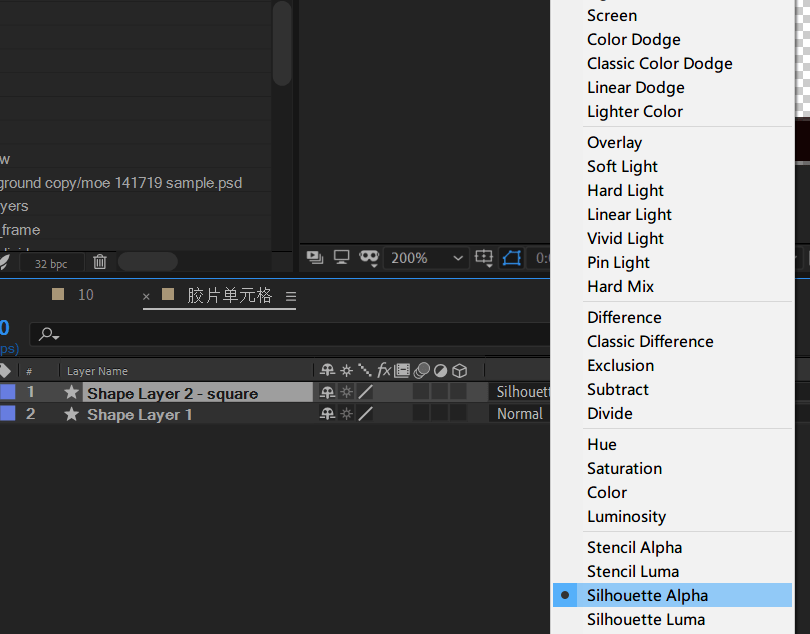 Screen
Color Dodge
Classic Color Dodge
Linear Dodge
Lighter Color
Overlay
Soft Light
Hard Light
Linear Light
Vivid Light
Pin Light
Hard Mix
Difference
Classic Difference
Exclusion
Subtract
Divide
Hue
Saturation
Color
Luminosity
Stencil Alpha
Stencil Luma
Silhouette Alpha
Silhouette Luma
w
ground copy/moe 141719 sample.psd
yers
_frame
32 bpc
200%
0:
10
× 胶片单元格
0
ps)
# Layer Name
1 Shape Layer 2 - square Silhouett
2 Shape Layer 1 Normal